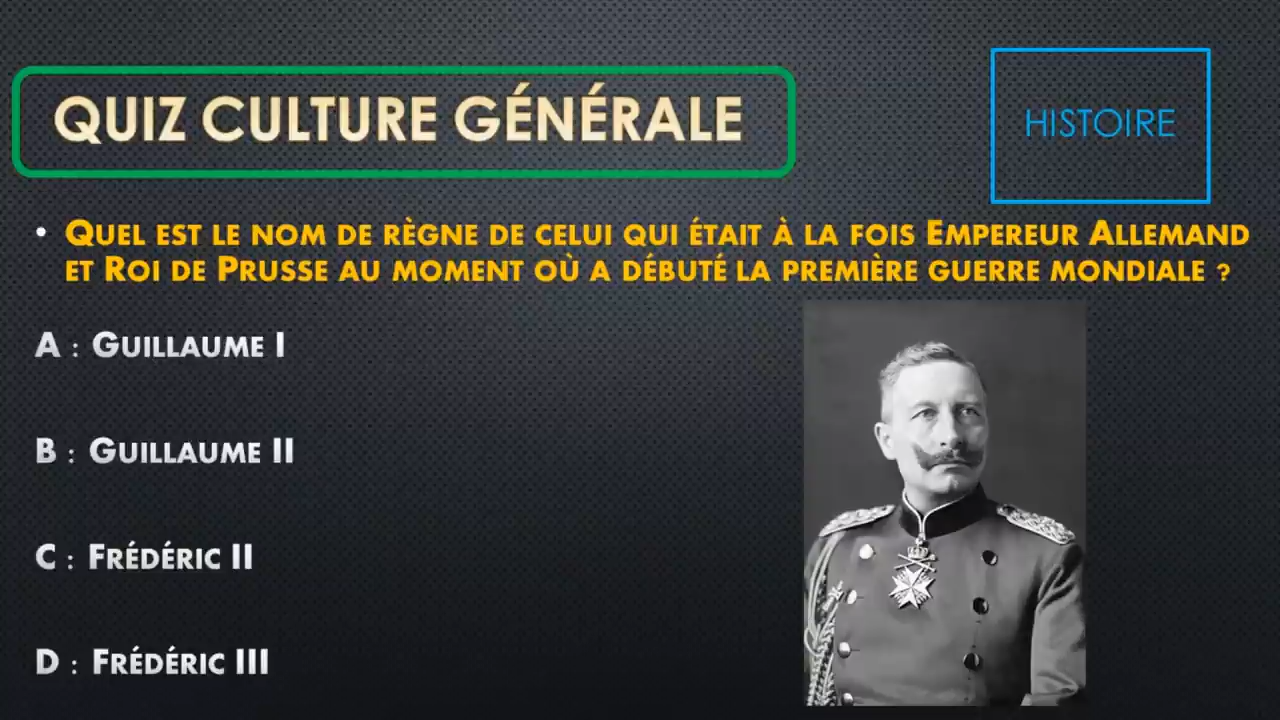 QUIZ CULTURE GÉNÉRALE
HISTOIRE
• QUEL EST LE NOM DE RÈGNE DE CELUI QUI ÉTAIT À LA FOIS EMPEREUR ALLEMAND
ET ROI DE PRUSSE AU MOMENT OÙ A DÉBUTÉ LA PREMIÈRE GUERRE MONDIALE ?
A : GUILLAUME I
B : GUILLAUME II
C : FRÉDÉRIC II
D : FRÉDÉRIC III